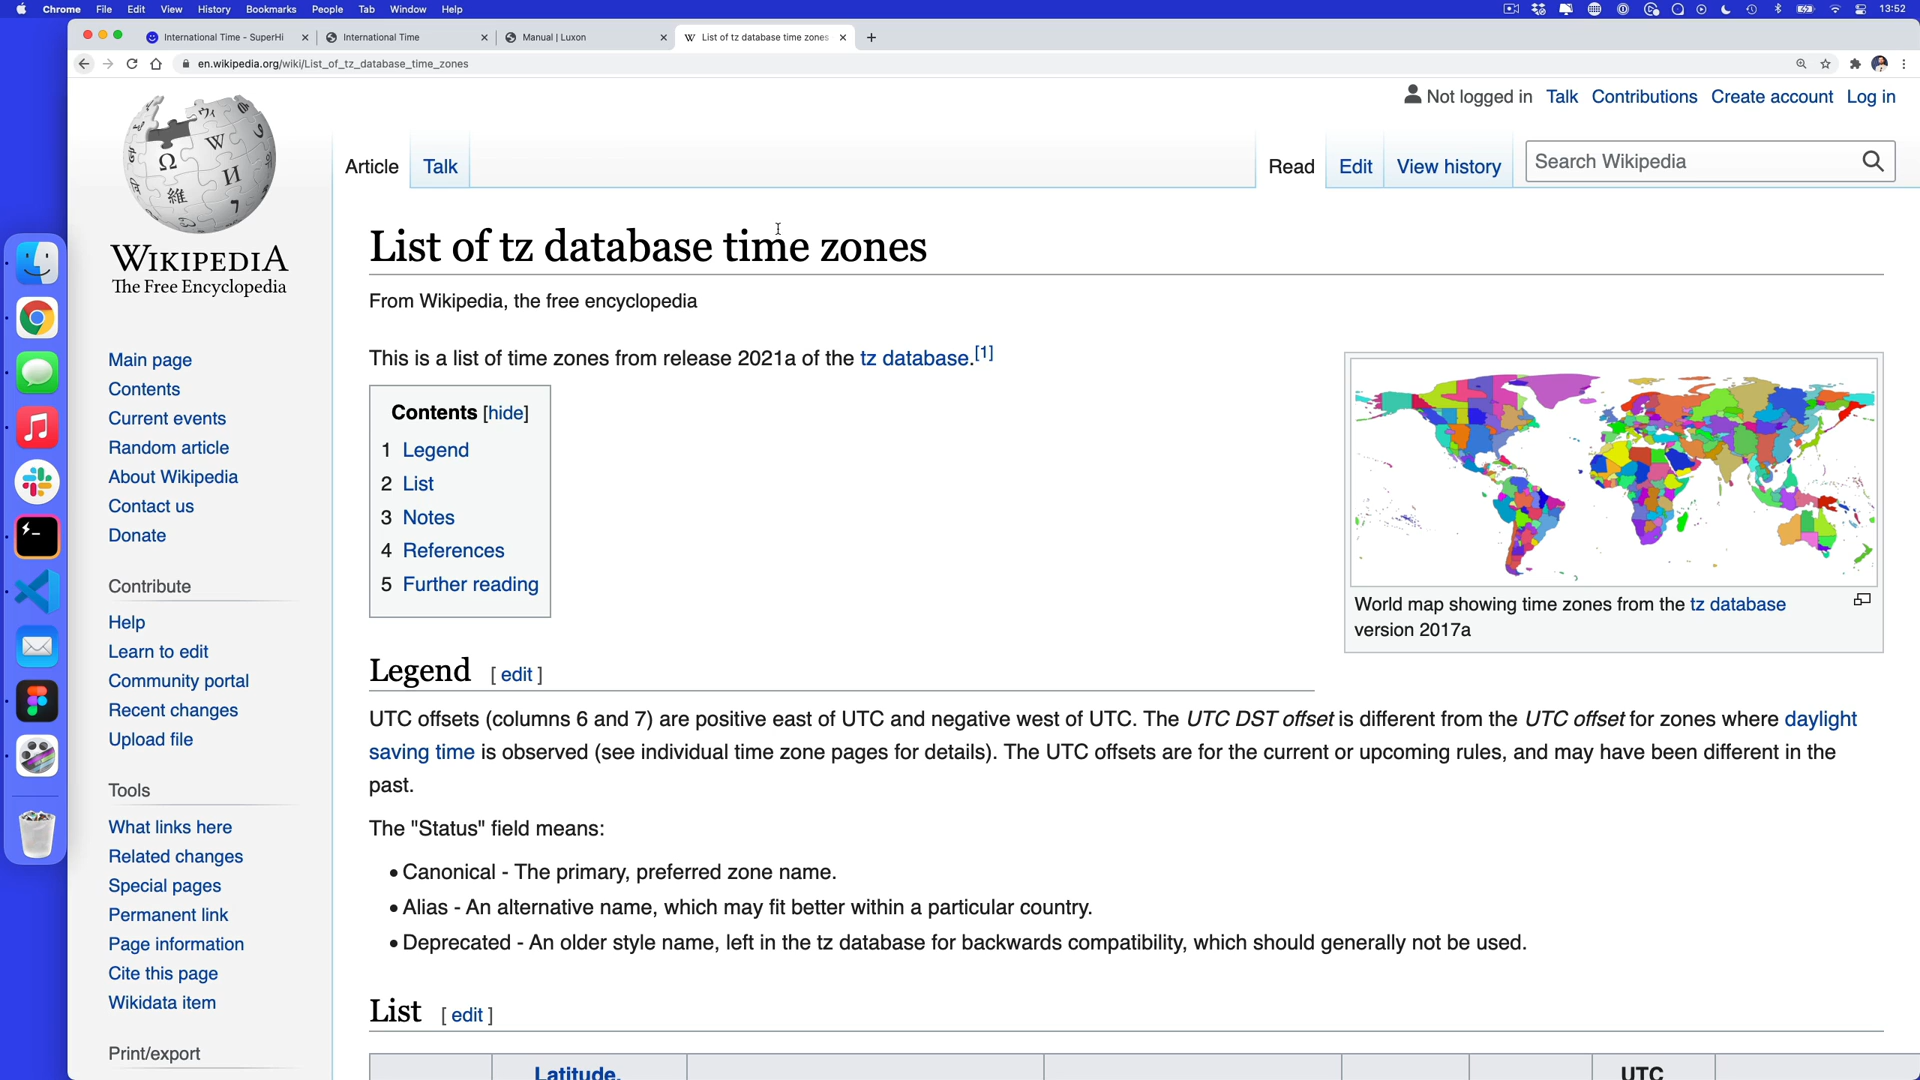 Chrome File Edit View History Bookmarks People Tab Window Help 13:52
International Time - SuperHi International Time Manual | Luxon List of tz database time zones
en.wikipedia.org/wiki/List_of_tz_database_time_zones
Not logged in Talk Contributions Create account Log in
Article Talk Read Edit View history Search Wikipedia
WIKIPEDIA
The Free Encyclopedia
Main page
Contents
Current events
Random article
About Wikipedia
Contact us
Donate
Contribute
Help
Learn to edit
Community portal
Recent changes
Upload file
Tools
What links here
Related changes
Special pages
Permanent link
Page information
Cite this page
Wikidata item
Print/export
List of tz database time zones
From Wikipedia, the free encyclopedia
This is a list of time zones from release 2021a of the tz database.[1]
Contents [hide]
1 Legend
2 List
3 Notes
4 References
5 Further reading
World map showing time zones from the tz database
version 2017a
Legend [ edit ]
UTC offsets (columns 6 and 7) are positive east of UTC and negative west of UTC. The UTC DST offset is different from the UTC offset for zones where daylight
saving time is observed (see individual time zone pages for details). The UTC offsets are for the current or upcoming rules, and may have been different in the
past.
The "Status" field means:
• Canonical - The primary, preferred zone name.
• Alias - An alternative name, which may fit better within a particular country.
• Deprecated - An older style name, left in the tz database for backwards compatibility, which should generally not be used.
List [ edit ]
Latitude, UTC